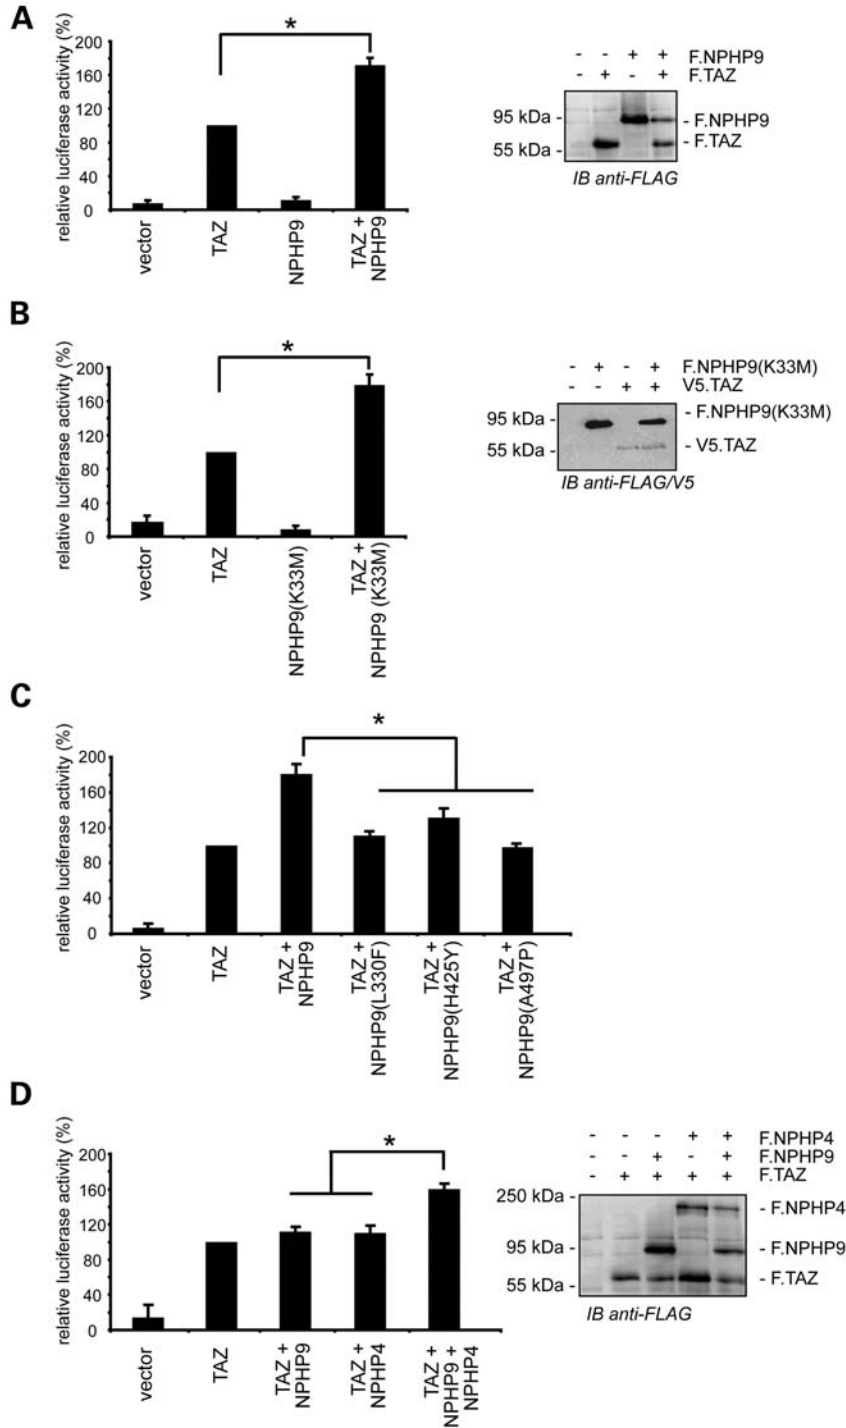 A
relative luciferase activity (%)
200
160
120
80
40
0
*
vector
TAZ
NPHP9
TAZ +
NPHP9
- - + + F.NPHP9
- + - + F.TAZ
95 kDa -
55 kDa -
- F.NPHP9
- F.TAZ
IB anti-FLAG
B
relative luciferase activity (%)
200
160
120
80
40
0
*
vector
TAZ
NPHP9(K33M)
TAZ +
NPHP9 (K33M)
- + - + F.NPHP9(K33M)
- - + + V5.TAZ
95 kDa -
55 kDa -
- F.NPHP9(K33M)
- V5.TAZ
IB anti-FLAG/V5
C
relative luciferase activity (%)
200
160
120
80
40
0
*
vector
TAZ
TAZ +
NPHP9
TAZ +
NPHP9(L330F)
TAZ +
NPHP9(H425Y)
TAZ +
NPHP9(A497P)
D
relative luciferase activity (%)
200
160
120
80
40
0
*
vector
TAZ
TAZ +
NPHP9
TAZ +
NPHP4
TAZ +
NPHP9 +
NPHP4
- - - + + F.NPHP4
- - + - + F.NPHP9
- + + + + F.TAZ
250 kDa -
95 kDa -
55 kDa -
- F.NPHP4
- F.NPHP9
- F.TAZ
IB anti-FLAG